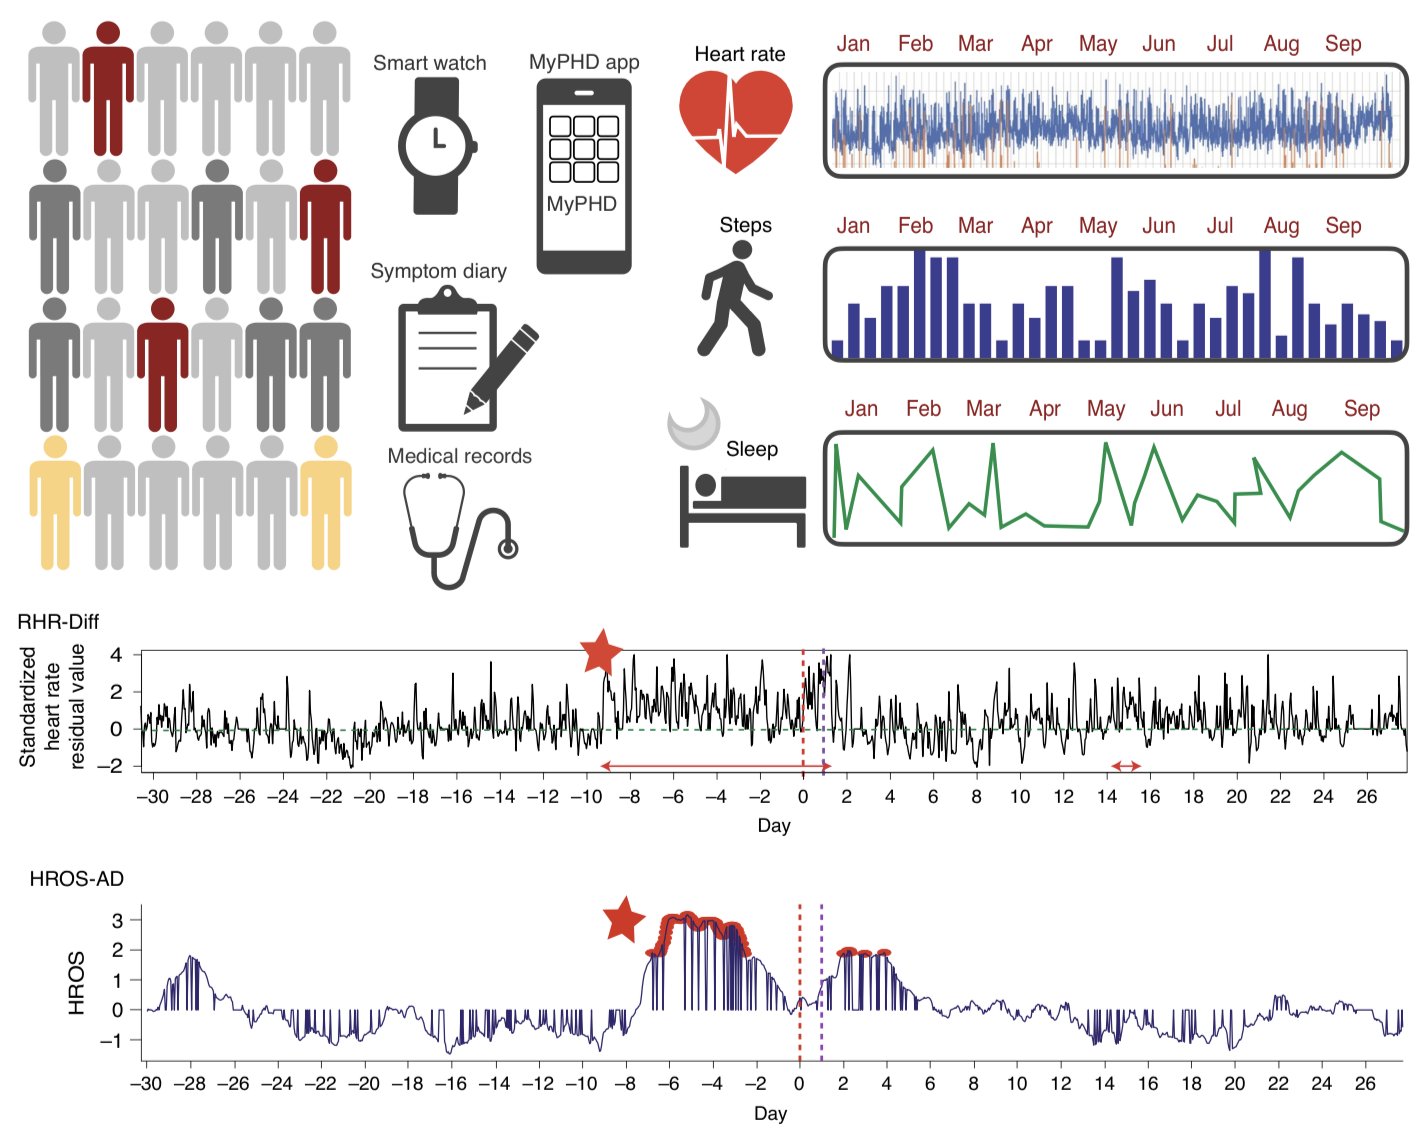 Smart watch
MyPHD app
MyPHD
Symptom diary
Medical records
Heart rate
Jan Feb Mar Apr May Jun Jul Aug Sep
Steps
Jan Feb Mar Apr May Jun Jul Aug Sep
Sleep
Jan Feb Mar Apr May Jun Jul Aug Sep
RHR-Diff
Standardized
heart rate
residual value
4
2
0
−2
−30 −28 −26 −24 −22 −20 −18 −16 −14 −12 −10 −8 −6 −4 −2 0 2 4 6 8 10 12 14 16 18 20 22 24 26
Day
HROS-AD
HROS
3
2
1
0
−1
−30 −28 −26 −24 −22 −20 −18 −16 −14 −12 −10 −8 −6 −4 −2 0 2 4 6 8 10 12 14 16 18 20 22 24 26
Day